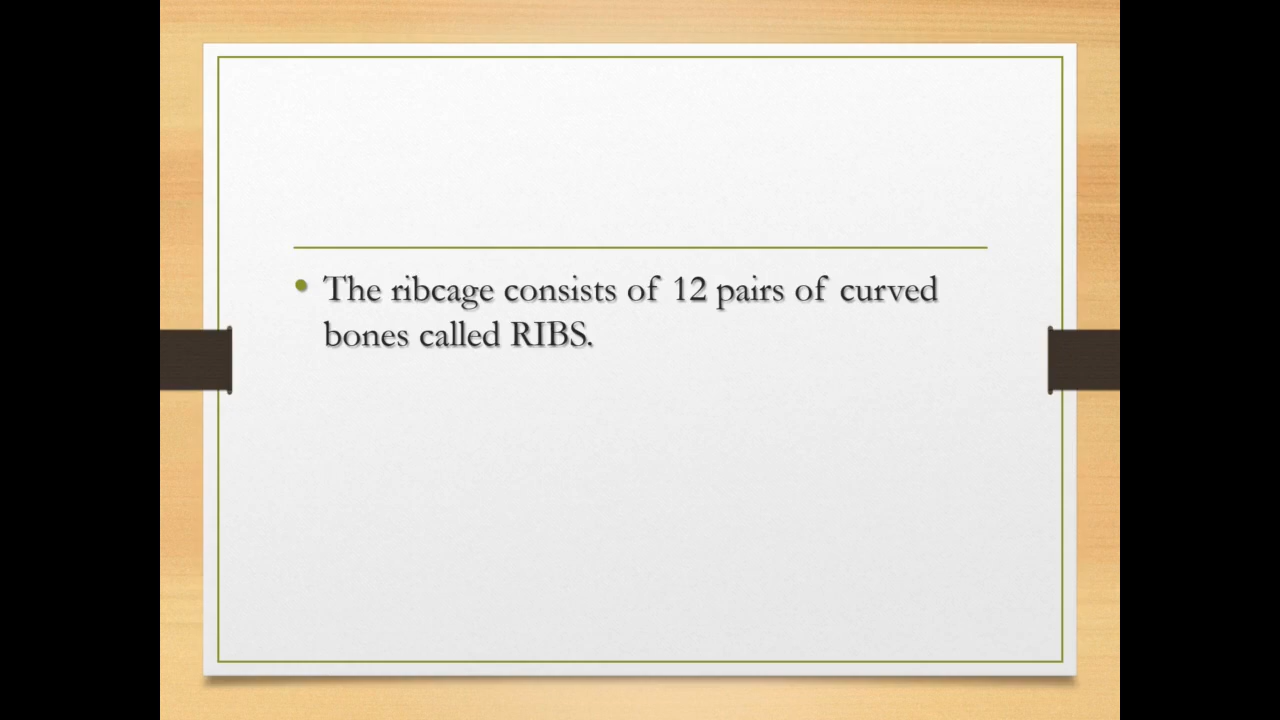 • The ribcage consists of 12 pairs of curved
bones called RIBS.